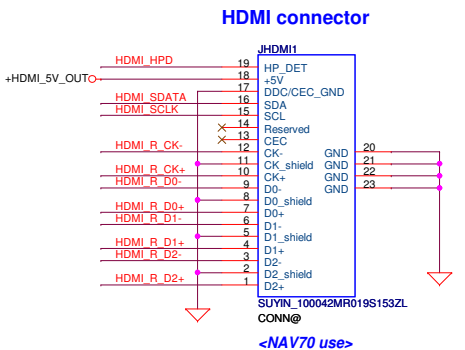 HDMI connector
JHDMI1
HDMI_HPD 19 HP_DET
+HDMI_5V_OUT 18 +5V
17 DDC/CEC_GND
HDMI_SDATA 16 SDA
HDMI_SCLK 15 SCL
14 Reserved
13 CEC
HDMI_R_CK- 12 CK- GND 20
11 CK_shield GND 21
HDMI_R_CK+ 10 CK+ GND 22
HDMI_R_D0- 9 D0- GND 23
8 D0_shield
HDMI_R_D0+ 7 D0+
HDMI_R_D1- 6 D1-
5 D1_shield
HDMI_R_D1+ 4 D1+
HDMI_R_D2- 3 D2-
2 D2_shield
HDMI_R_D2+ 1 D2+
SUYIN_100042MR019S153ZL
CONN@
<NAV70 use>